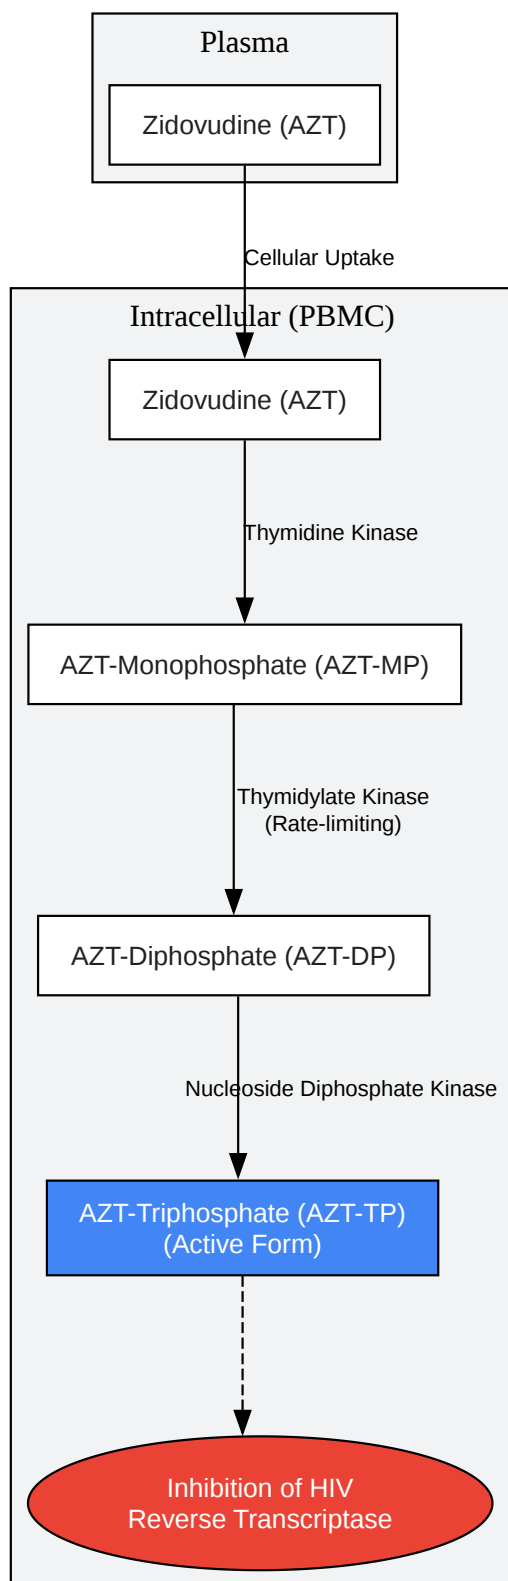 Plasma
Zidovudine (AZT)
Cellular Uptake
Intracellular (PBMC)
Zidovudine (AZT)
Thymidine Kinase
AZT-Monophosphate (AZT-MP)
Thymidylate Kinase
(Rate-limiting)
AZT-Diphosphate (AZT-DP)
Nucleoside Diphosphate Kinase
AZT-Triphosphate (AZT-TP)
(Active Form)
Inhibition of HIV
Reverse Transcriptase